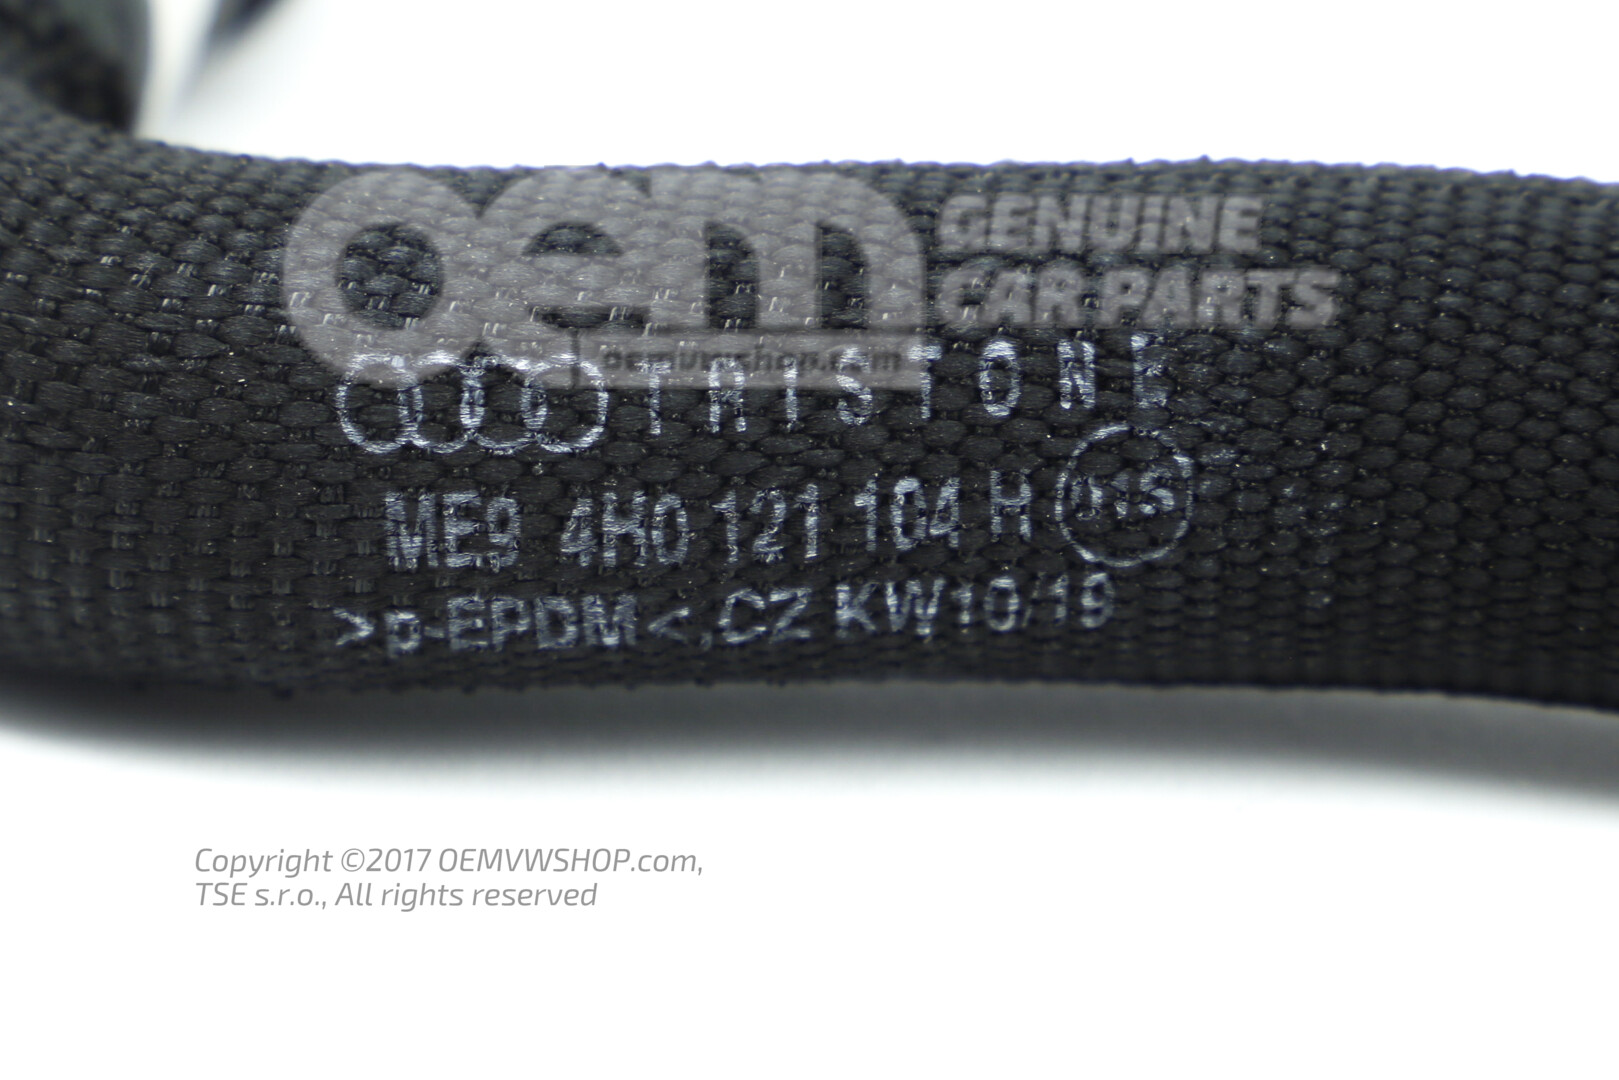 oem GENUINE
CAR PARTS
oemvwshop.com
TRISTONE
ME9 4H0 121 104 H
>p-EPDM<,CZ KW10/19
Copyright ©2017 OEMVWSHOP.com,
TSE s.r.o., All rights reserved